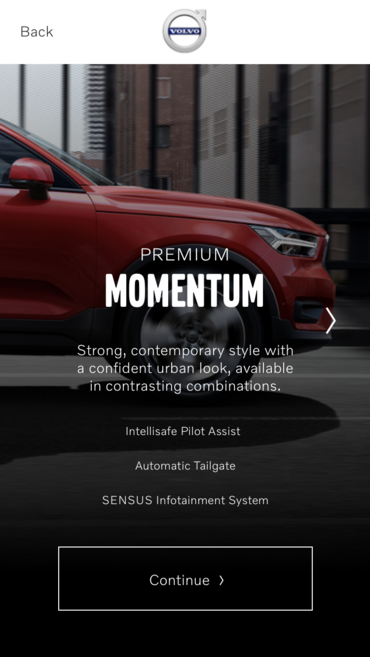 Back
VOLVO
PREMIUM
MOMENTUM
Strong, contemporary style with
a confident urban look, available
in contrasting combinations.
Intellisafe Pilot Assist
Automatic Tailgate
SENSUS Infotainment System
Continue